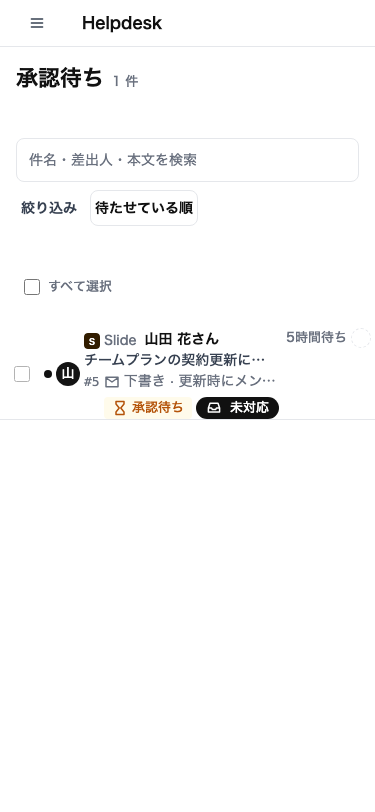 Helpdesk
承認待ち 1 件
件名・差出人・本文を検索
絞り込み 待たせている順
すべて選択
S Slide 山田 花さん 5時間待ち
チームプランの契約更新に…
山
#5 下書き · 更新時にメン…
承認待ち 未対応